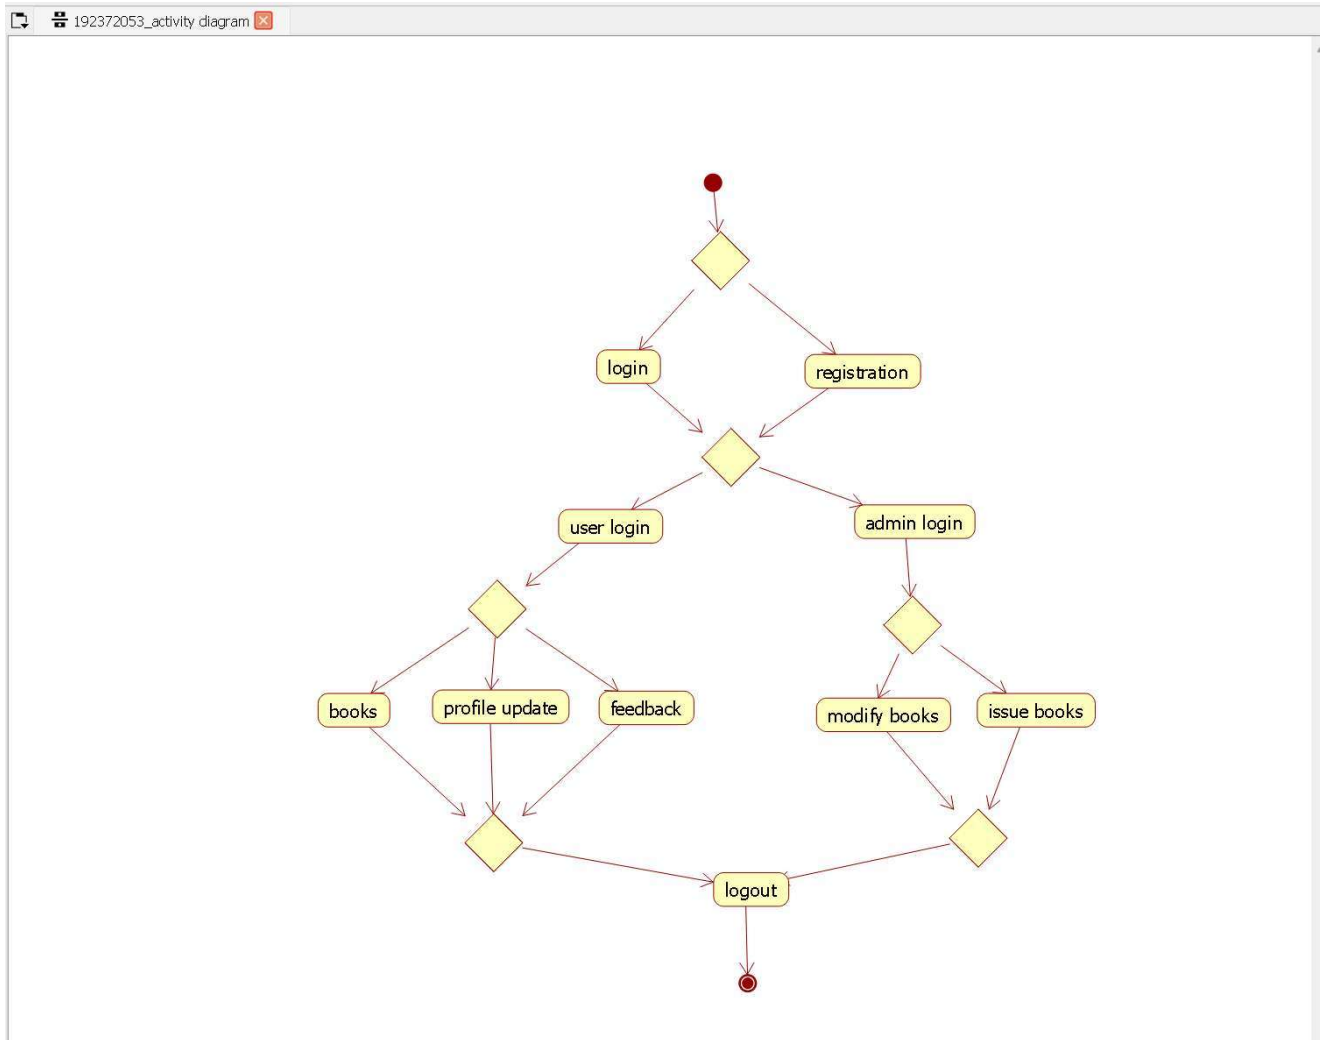 192372053_activity diagram
login
registration
user login
admin login
books
profile update
feedback
modify books
issue books
logout